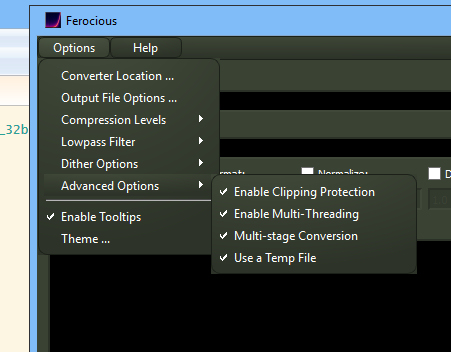 Ferocious
Options Help
Converter Location ...
Output File Options ...
Compression Levels
_32b
Lowpass Filter
Dither Options
Normalize:
Advanced Options
Enable Clipping Protection
Enable Tooltips
Enable Multi-Threading
Theme ...
Multi-stage Conversion
Use a Temp File